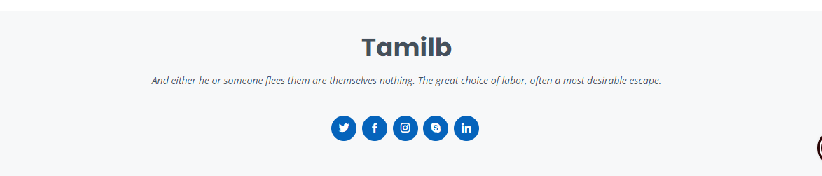 Tamilb
And either he or someone flees them are themselves nothing. The great choice of labor, often a most desirable escape.